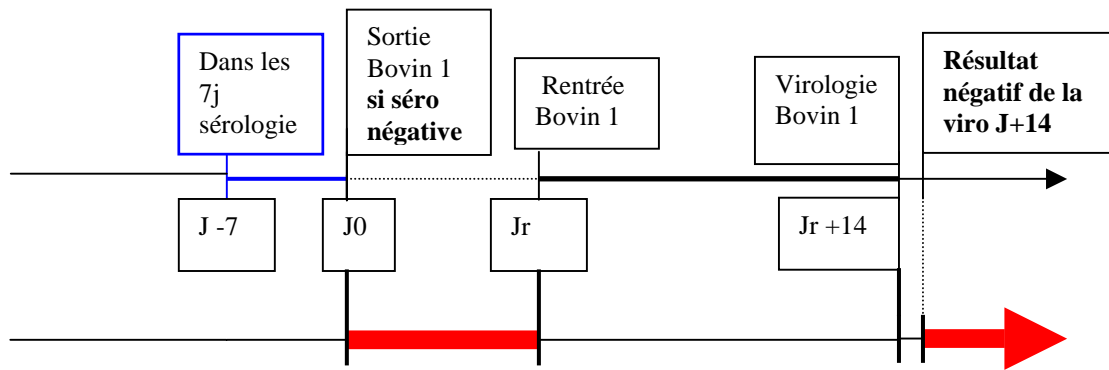 Dans les
7j
sérologie
Sortie
Bovin 1
si séro
négative
Rentrée
Bovin 1
Virologie
Bovin 1
Résultat
négatif de la
viro J+14
J -7
J0
Jr
Jr +14